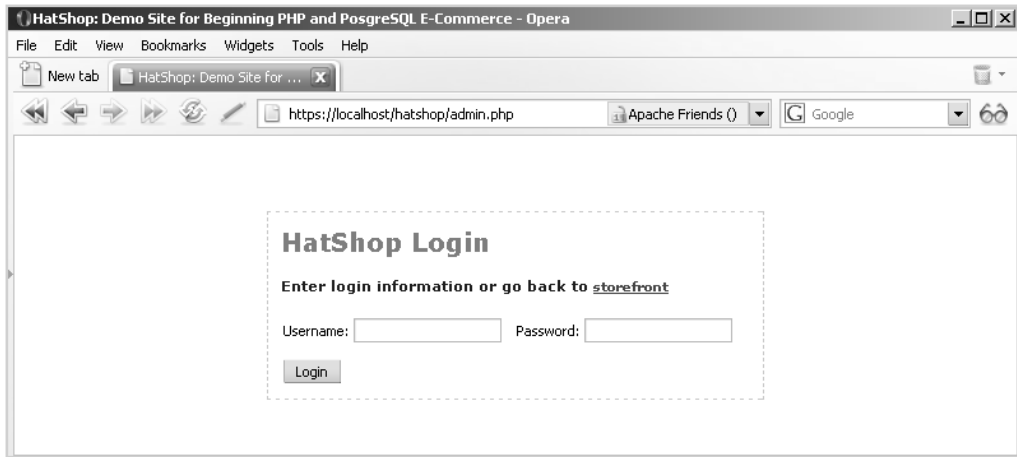 HatShop: Demo Site for Beginning PHP and PosgreSQL E-Commerce - Opera
File Edit View Bookmarks Widgets Tools Help
New tab HatShop: Demo Site for ... X
https://localhost/hatshop/admin.php Apache Friends () G Google
HatShop Login
Enter login information or go back to storefront
Username: Password:
Login